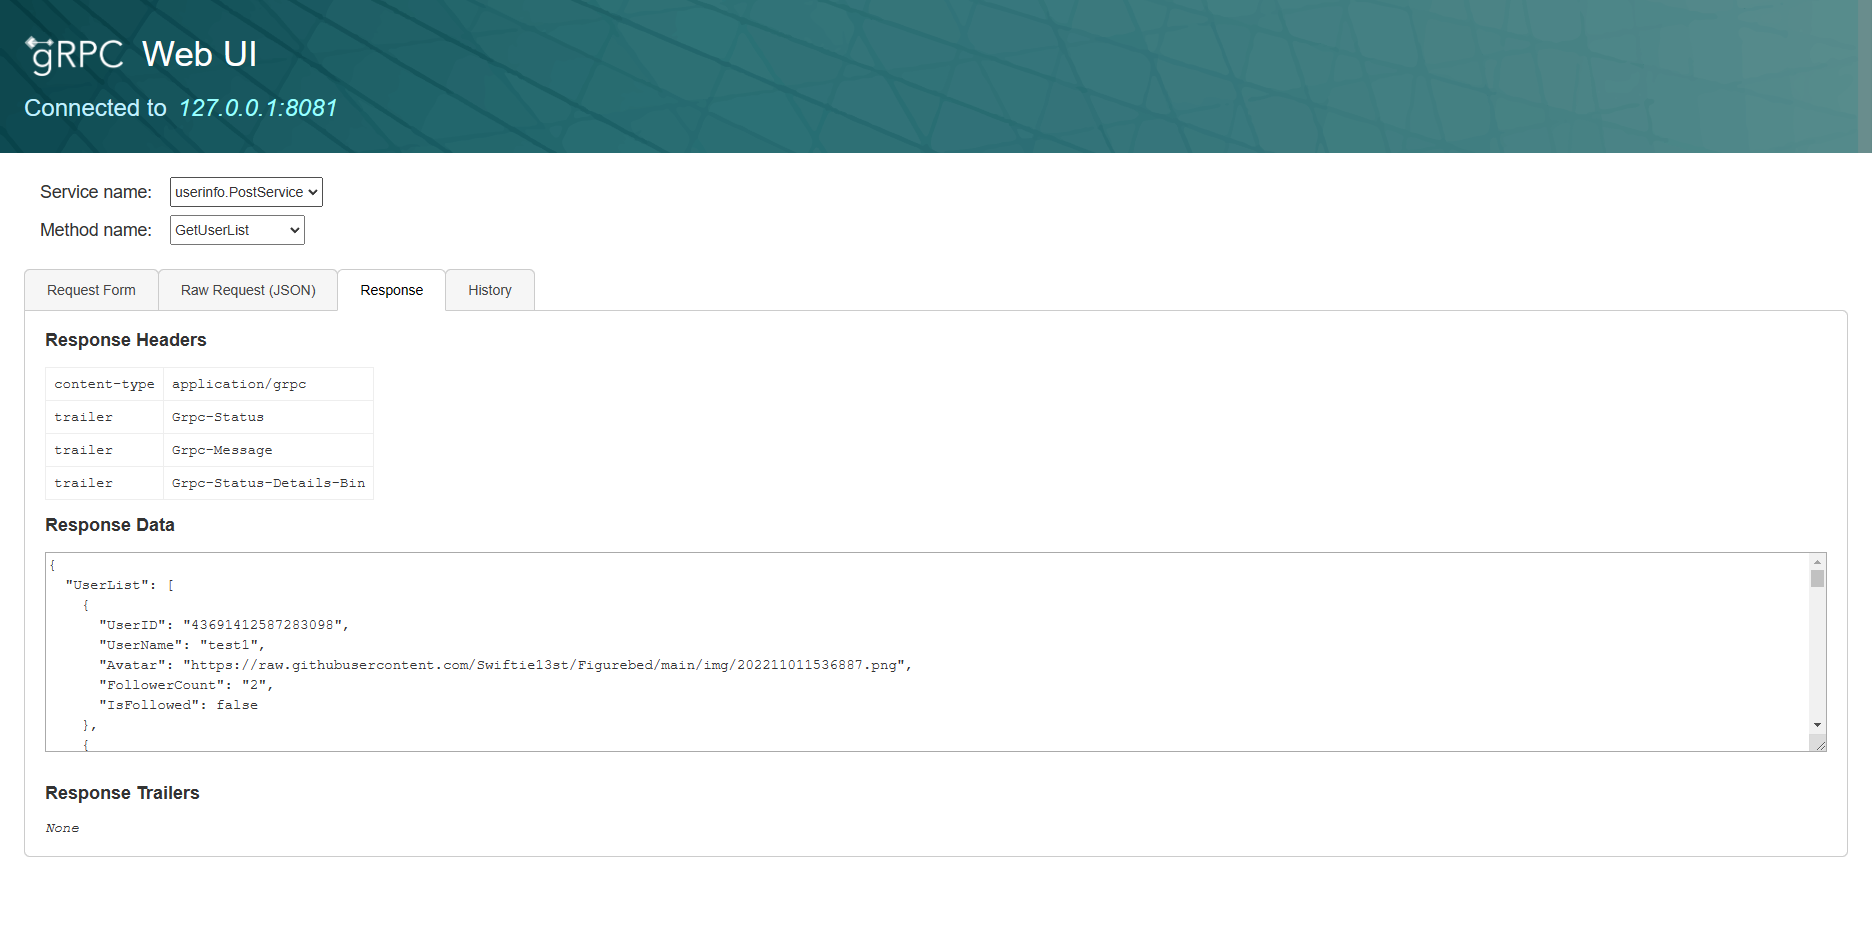 gRPC Web UI
Connected to 127.0.0.1:8081
Service name: userinfo.PostService
Method name: GetUserList
Request Form Raw Request (JSON) Response History
Response Headers
content-type application/grpc
trailer Grpc-Status
trailer Grpc-Message
trailer Grpc-Status-Details-Bin
Response Data
{
"UserList": [
{
"UserID": "43691412587283098",
"UserName": "test1",
"Avatar": "https://raw.githubusercontent.com/Swiftie13st/Figurebed/main/img/202211011536887.png",
"FollowerCount": "2",
"IsFollowed": false
},
{
Response Trailers
None